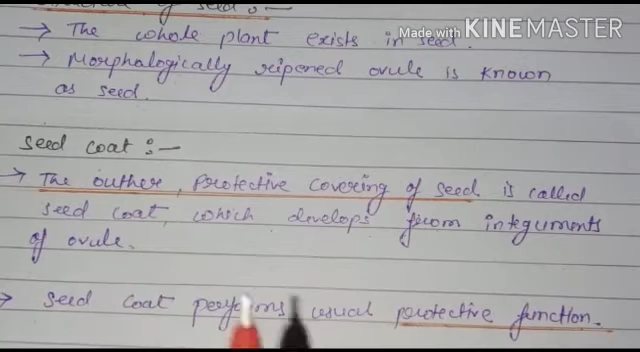 of seed :-
Made with KINEMASTER
→ The whole plant exists in seed.
→ Morphologically ripened ovule is known
as seed.
Seed coat :-
→ The outher, protective covering of seed is called
seed coat, which develops from integuments
of ovule.
→ Seed coat performs usual protective function.